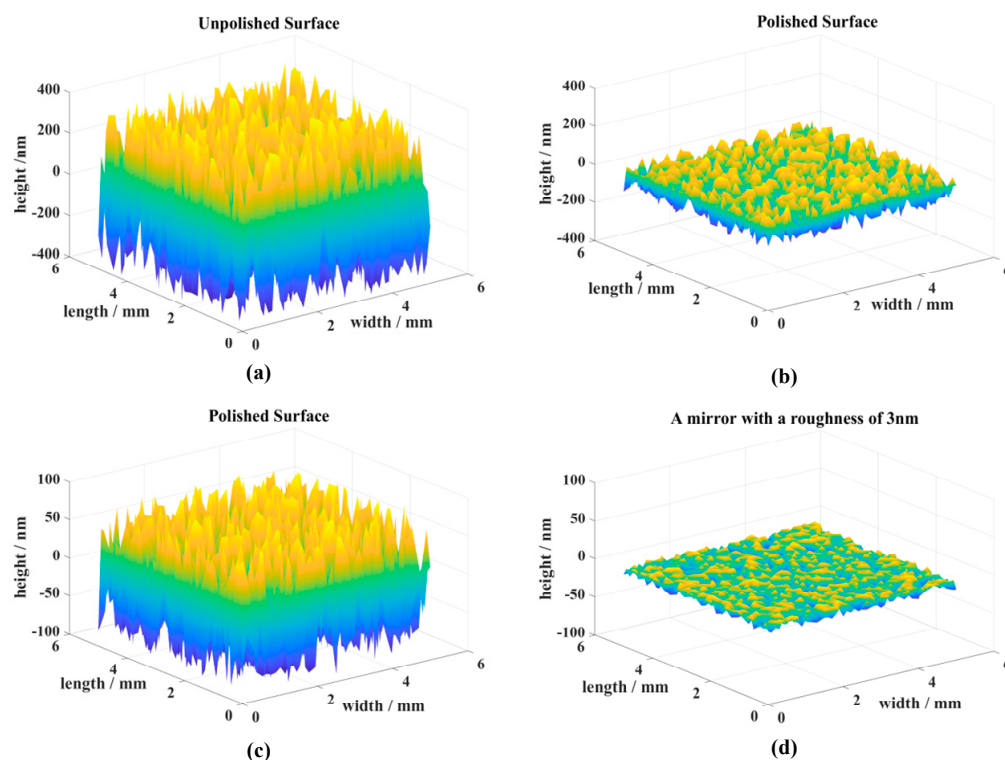 Unpolished Surface
400
200
0
-200
-400
height /nm
6
4
2
0
length / mm
0
2
4
6
width / mm
(a)
Polished Surface
400
200
0
-200
-400
height / nm
6
4
2
0
length / mm
0
2
4
6
width / mm
(b)
Polished Surface
100
50
0
-50
-100
height / nm
6
4
2
0
length / mm
0
2
4
6
width / mm
(c)
A mirror with a roughness of 3nm
100
50
0
-50
-100
height / nm
6
4
2
0
length / mm
0
2
4
6
width / mm
(d)